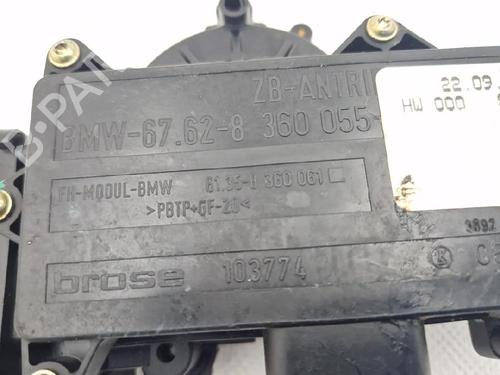 B-PARTS
ZB-ANTRI
BMW-67.62-8 360 055
22.09.
HW 000
FH-MODUL-BMW 61.35-8 360 061
>PBTP+GF-20<
brose 103774